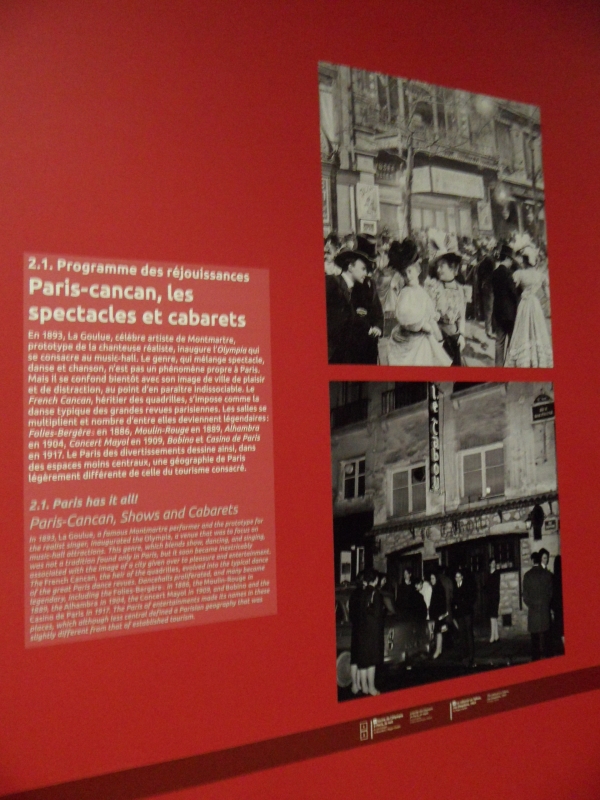 2.1. Programme des réjouissances
Paris-cancan, les
spectacles et cabarets
En 1893, La Goulue, célèbre artiste de Montmartre,
prototype de la chanteuse réaliste, inaugure l'Olympia qui
se consacre au music-hall. Le genre, qui mélange spectacle,
danse et chanson, n'est pas un phénomène propre à Paris.
Mais il se confond bientôt avec son image de ville de plaisir
et de distraction, au point d'en paraître indissociable. Le
French Cancan, héritier des quadrilles, s'impose comme la
danse typique des grandes revues parisiennes. Les salles se
multiplient et nombre d'entre elles deviennent légendaires :
Folies-Bergère : en 1886, Moulin-Rouge en 1889, Alhambra
en 1904, Concert Mayol en 1909, Bobino et Casino de Paris
en 1917. Le Paris des divertissements dessine ainsi, dans
des espaces moins centraux, une géographie de Paris
légèrement différente de celle du tourisme consacré.
2.1. Paris has it all!
Paris-Cancan, Shows and Cabarets
In 1893, La Goulue, a famous Montmartre performer and the prototype for
the realist singer, inaugurated the Olympia, a venue that was to focus on
music-hall attractions. This genre, which blends show, dancing, and singing,
was not a tradition found only in Paris, but it soon became inextricably
associated with the image of a city given over to pleasure and entertainment.
The French Cancan, the heir of the quadrilles, evolved into the typical dance
of the great Paris dance revues. Dancehalls proliferated, and many became
legendary, including the Folies-Bergère : in 1886, the Moulin-Rouge in
1889, the Alhambra in 1904, the Concert Mayol in 1909, and Bobino and the
Casino de Paris in 1917. The Paris of entertainments made its names in these
places, which although less central defined a Parisian geography that was
slightly different from that of established tourism.